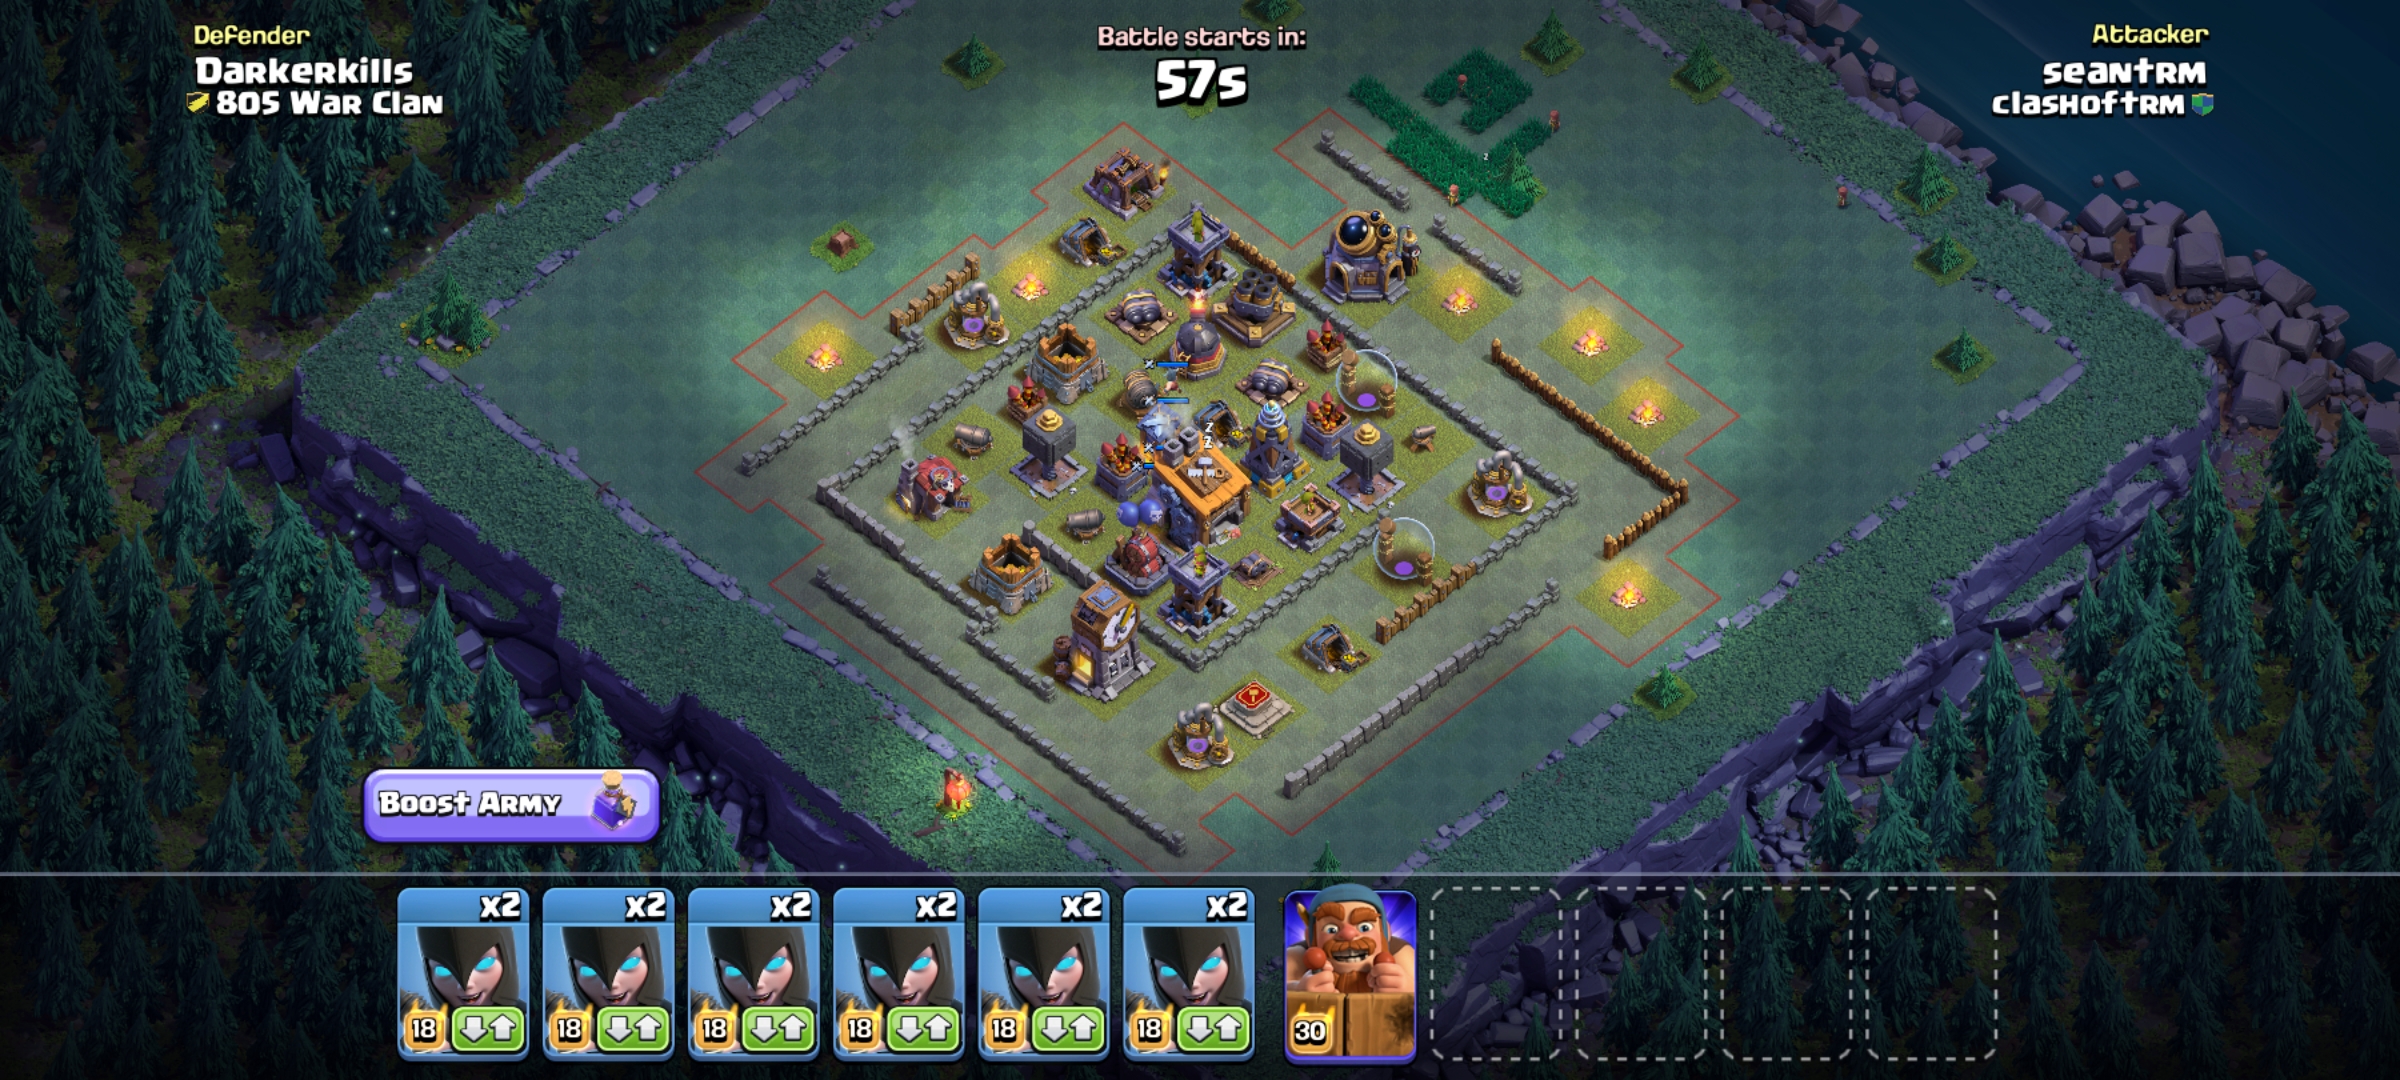 Defender
Darkerkills
805 War Clan
Battle starts in:
57s
Attacker
seantRM
clashoftRM
z
z
z
Boost Army
x2
x2
x2
x2
x2
x2
18
18
18
18
18
18
30